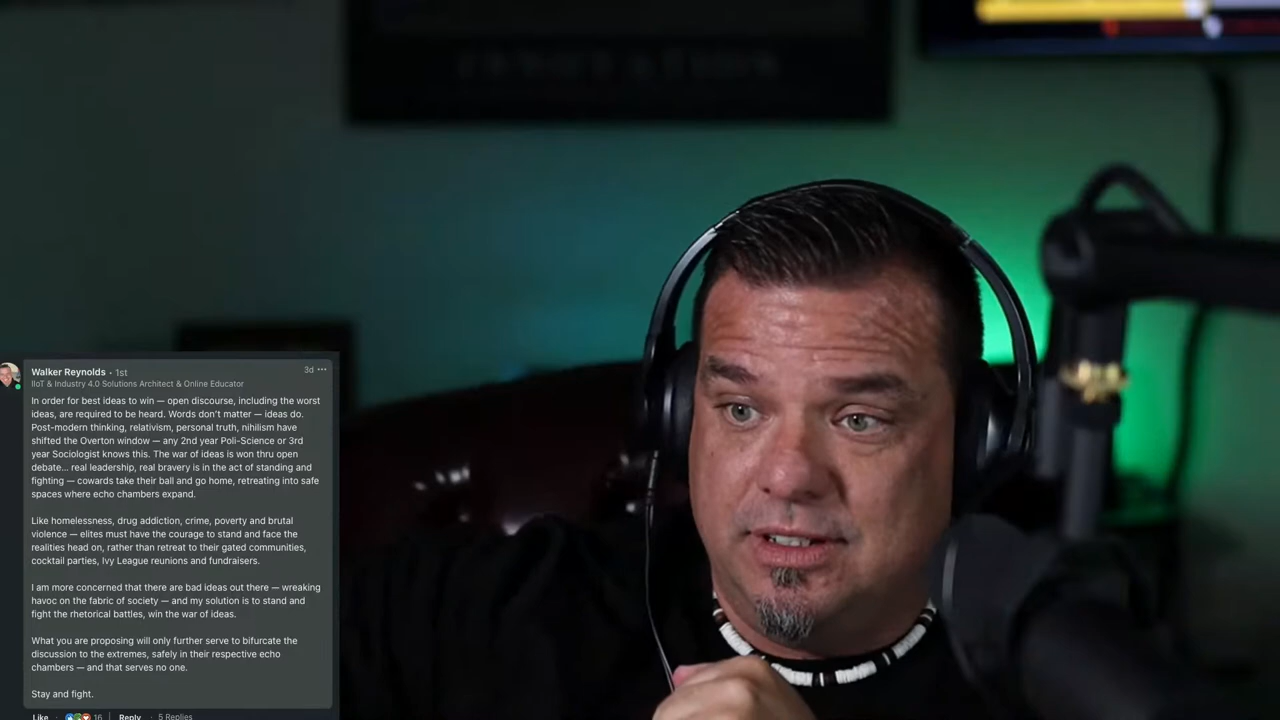 Walker Reynolds · 1st
3d ···
IIoT & Industry 4.0 Solutions Architect & Online Educator
In order for best ideas to win — open discourse, including the worst
ideas, are required to be heard. Words don't matter — ideas do.
Post-modern thinking, relativism, personal truth, nihilism have
shifted the Overton window — any 2nd year Poli-Science or 3rd
year Sociologist knows this. The war of ideas is won thru open
debate... real leadership, real bravery is in the act of standing and
fighting — cowards take their ball and go home, retreating into safe
spaces where echo chambers expand.
Like homelessness, drug addiction, crime, poverty and brutal
violence — elites must have the courage to stand and face the
realities head on, rather than retreat to their gated communities,
cocktail parties, Ivy League reunions and fundraisers.
I am more concerned that there are bad ideas out there — wreaking
havoc on the fabric of society — and my solution is to stand and
fight the rhetorical battles, win the war of ideas.
What you are proposing will only further serve to bifurcate the
discussion to the extremes, safely in their respective echo
chambers — and that serves no one.
Stay and fight.
Like · 16 | Reply · 5 Replies